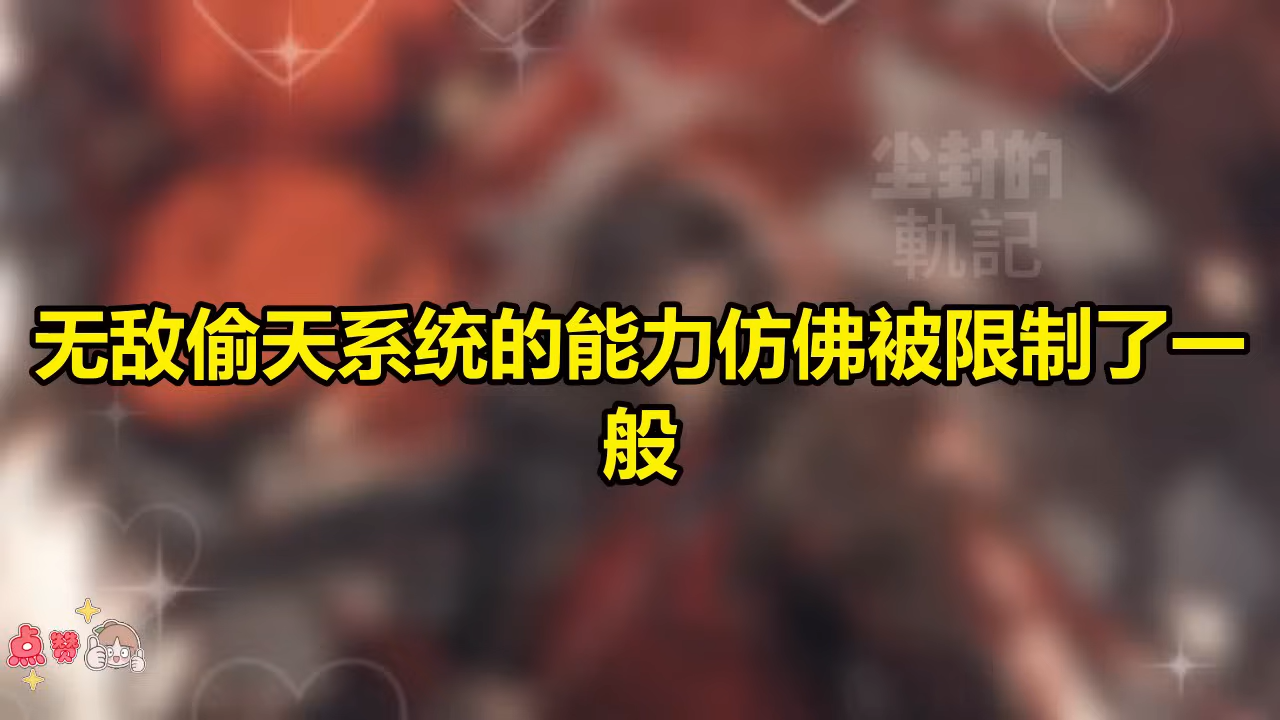 尘封的
軌記
无敌偷天系统的能力仿佛被限制了一
般
点赞